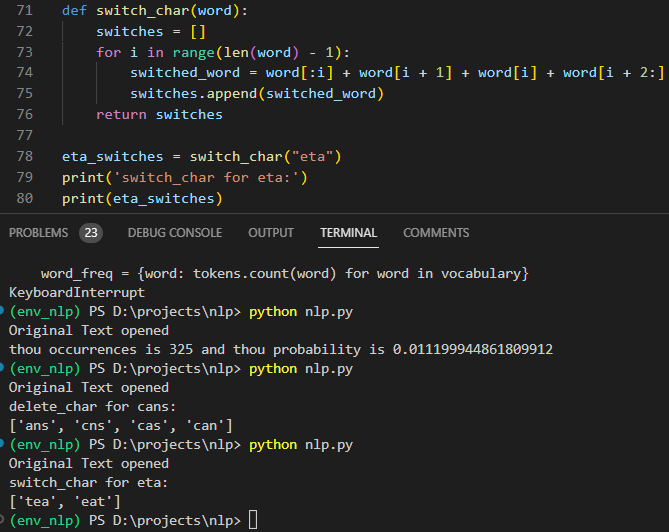 71 def switch_char(word):
72     switches = []
73     for i in range(len(word) - 1):
74         switched_word = word[:i] + word[i + 1] + word[i] + word[i + 2:]
75         switches.append(switched_word)
76     return switches
77
78 eta_switches = switch_char("eta")
79 print('switch_char for eta:')
80 print(eta_switches)
PROBLEMS 23 DEBUG CONSOLE OUTPUT TERMINAL COMMENTS
    word_freq = {word: tokens.count(word) for word in vocabulary}
KeyboardInterrupt
(env_nlp) PS D:\projects\nlp> python nlp.py
Original Text opened
thou occurrences is 325 and thou probability is 0.011199944861809912
(env_nlp) PS D:\projects\nlp> python nlp.py
Original Text opened
delete_char for cans:
['ans', 'cns', 'cas', 'can']
(env_nlp) PS D:\projects\nlp> python nlp.py
Original Text opened
switch_char for eta:
['tea', 'eat']
(env_nlp) PS D:\projects\nlp>